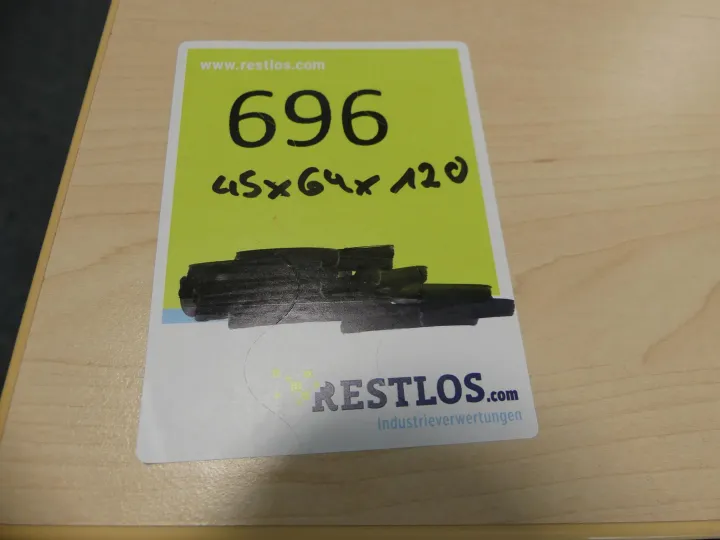 www.restlos.com
696
45x64x120
RESTLOS.com
Industrieverwertungen